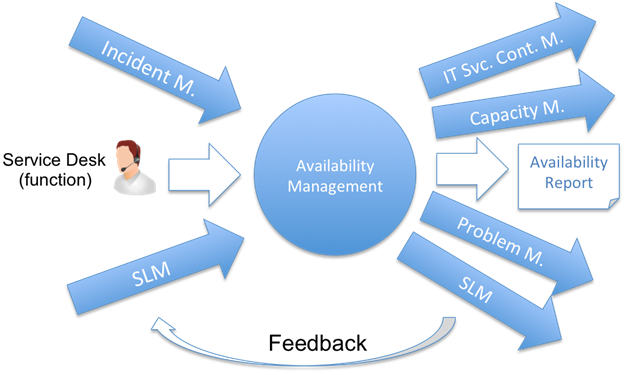 Incident M.
Service Desk
(function)
SLM
Availability
Management
IT Svc. Cont. M.
Capacity M.
Availability
Report
Problem M.
SLM
Feedback